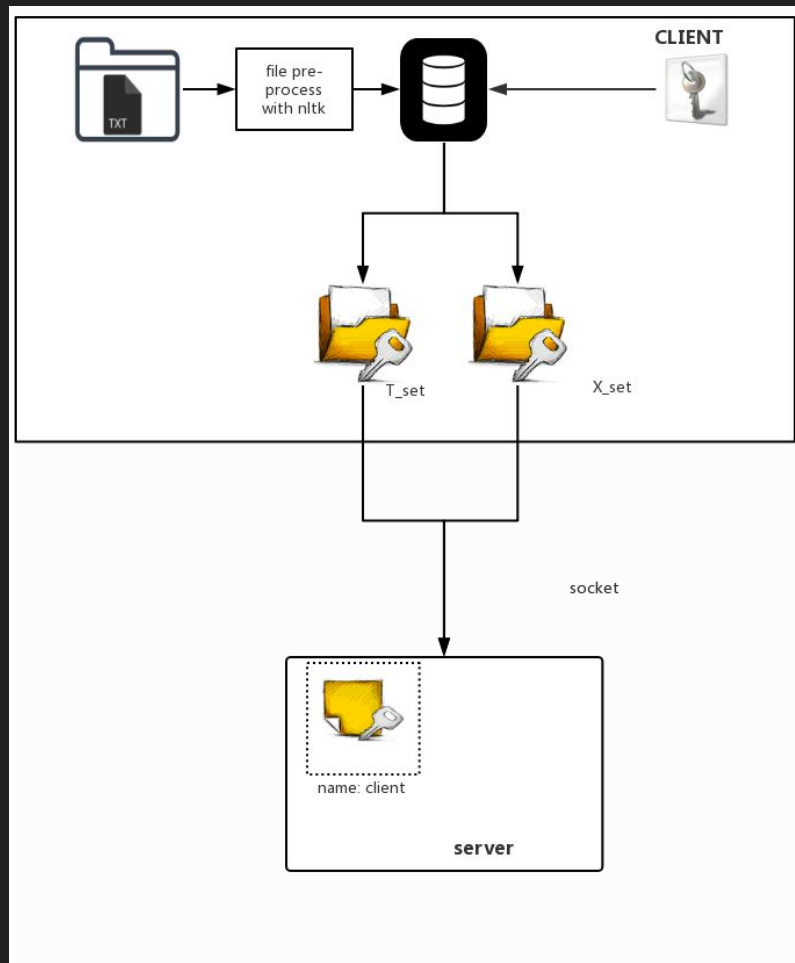 CLIENT
file pre-
process
with nltk
TXT
T_set
X_set
socket
name: client
server